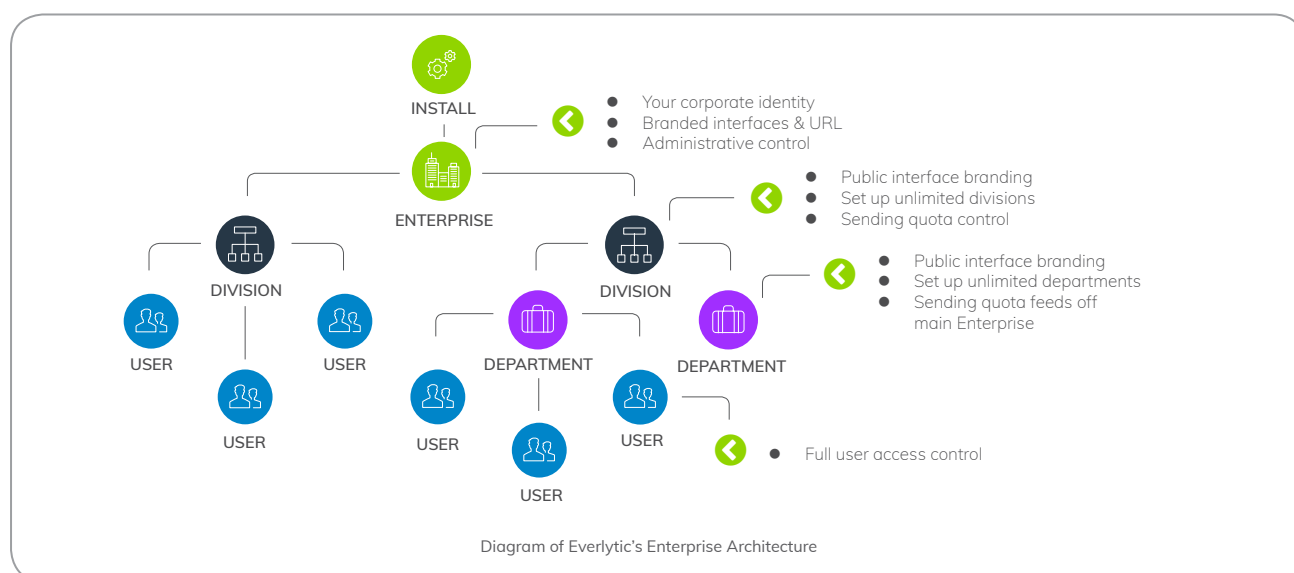 INSTALL
Your corporate identity
Branded interfaces & URL
Administrative control
ENTERPRISE
Public interface branding
Set up unlimited divisions
Sending quota control
DIVISION
DIVISION
Public interface branding
Set up unlimited departments
Sending quota feeds off
main Enterprise
USER
USER
DEPARTMENT
DEPARTMENT
USER
USER
USER
Full user access control
USER
Diagram of Everlytic's Enterprise Architecture